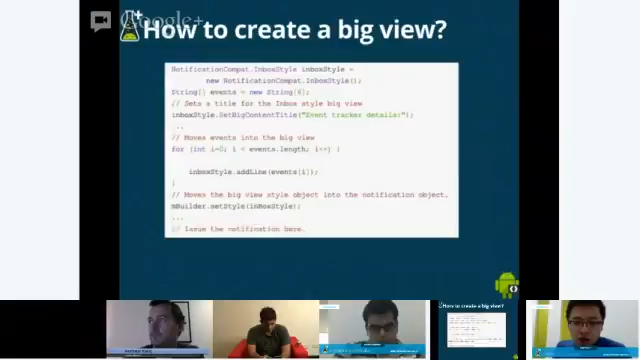 Google+
How to create a big view?
NotificationCompat.InboxStyle inboxStyle =
new NotificationCompat.InboxStyle();
String[] events = new String[6];
// Sets a title for the Inbox style big view
inboxStyle.SetBigContentTitle("Event tracker details:");
...
// Moves events into the big view
for (int i=0; i < events.length; i++) {
inboxStyle.addLine(events[i]);
}
// Moves the big view style object into the notification object.
mBuilder.setStyle(inBoxStyle);
...
// Issue the notification here.
How to create a big view?